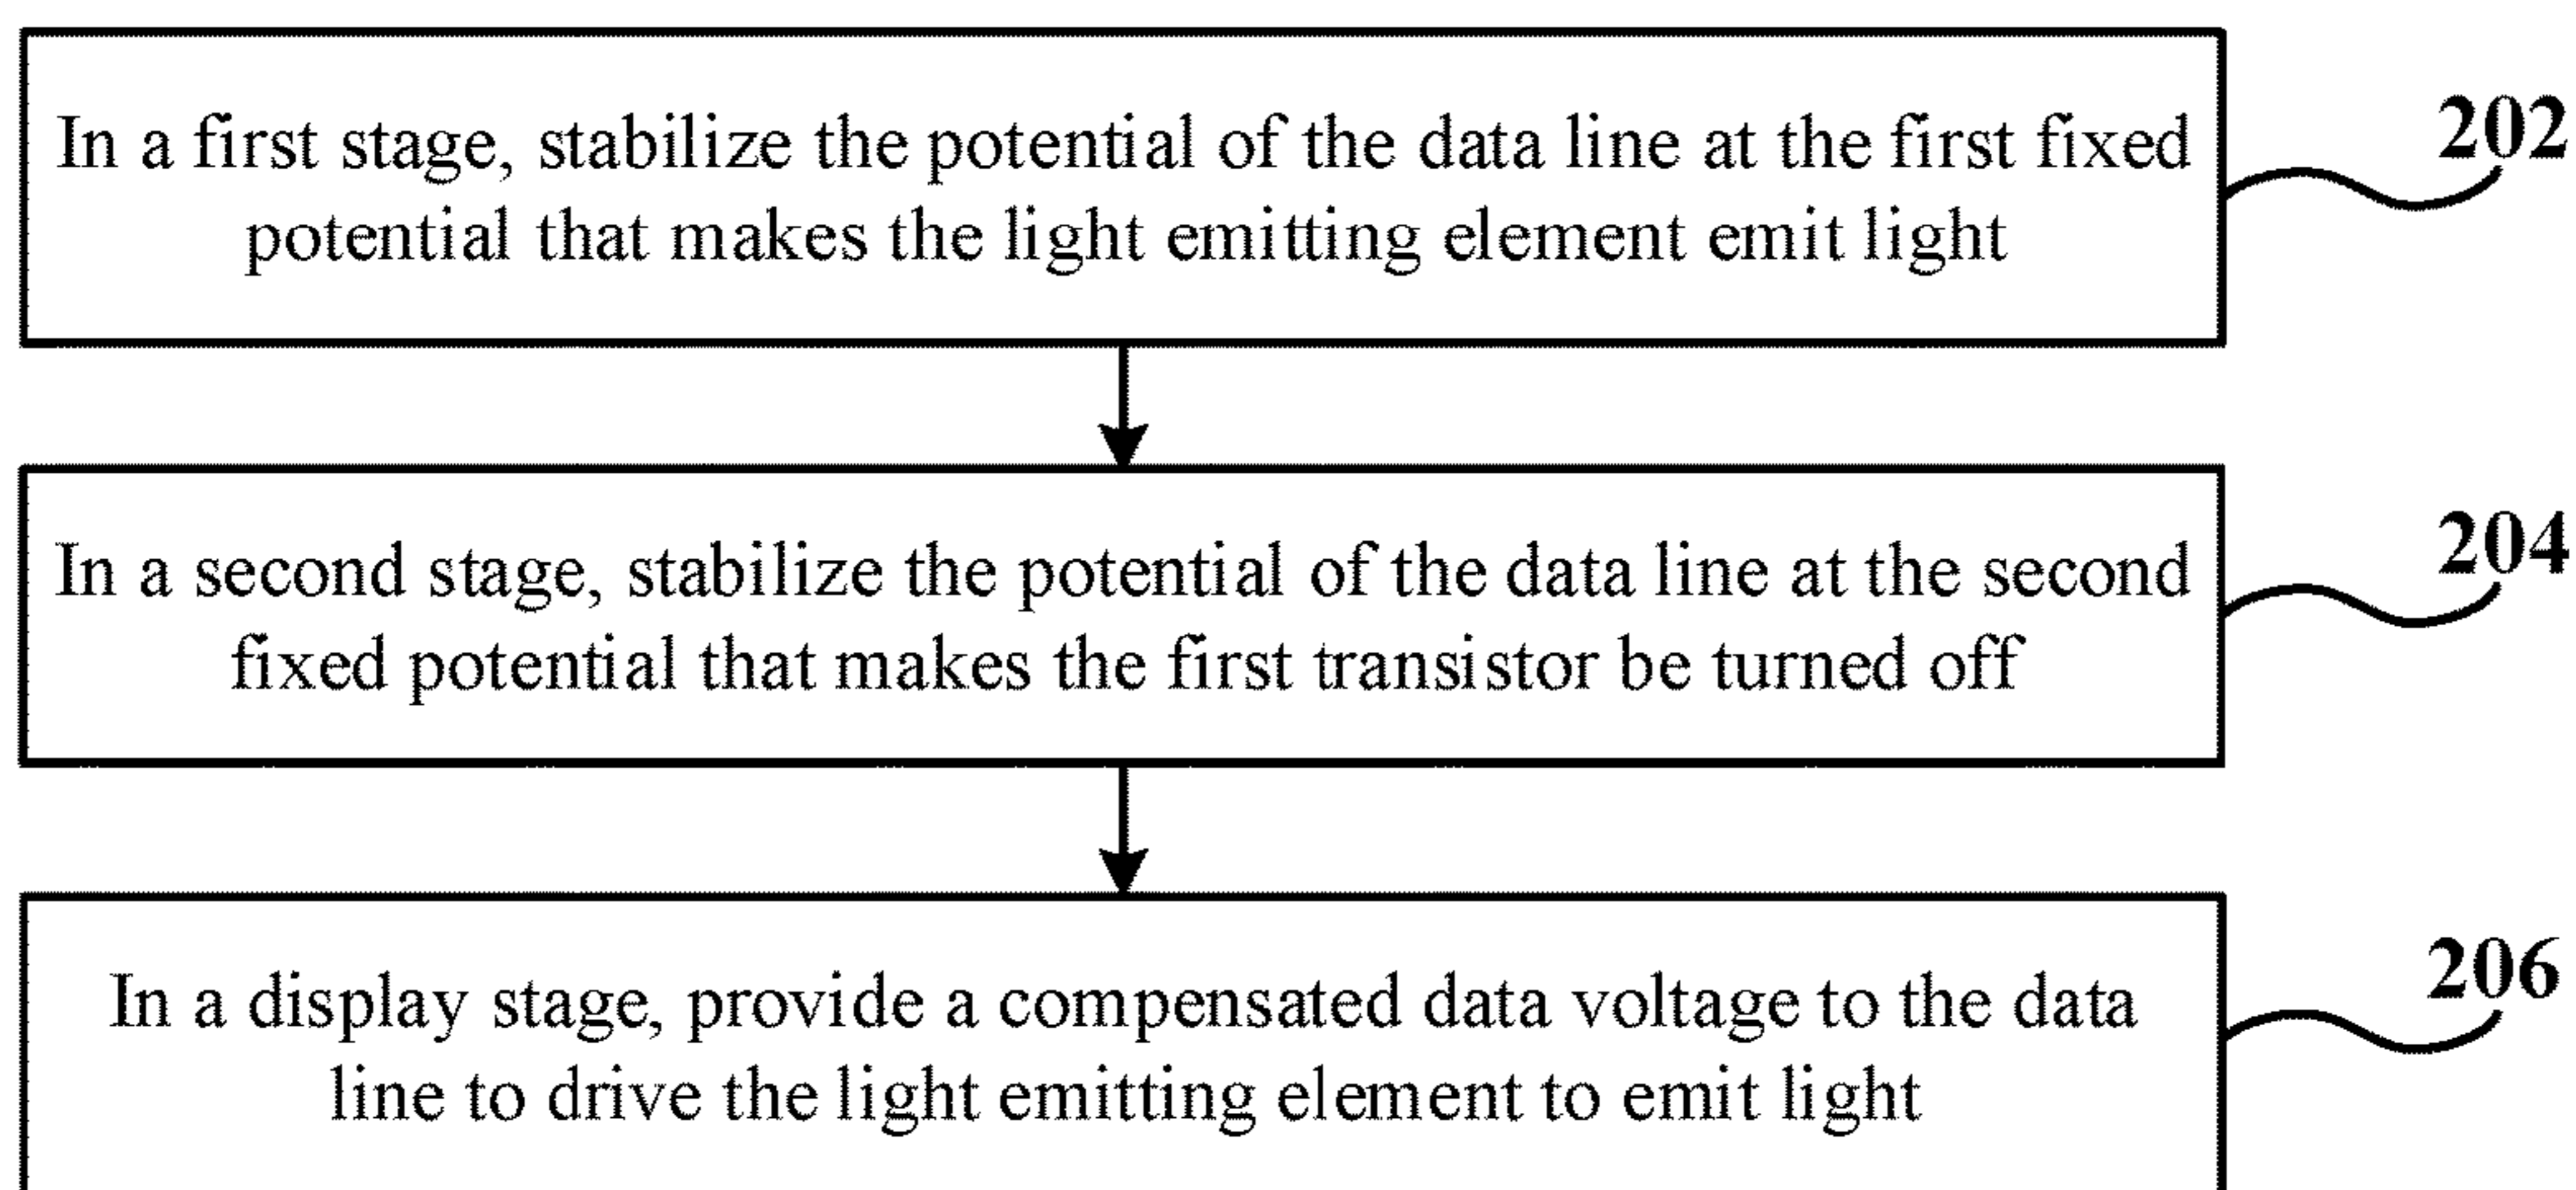 In a first stage, stabilize the potential of the data line at the first fixed
potential that makes the light emitting element emit light
202
In a second stage, stabilize the potential of the data line at the second
fixed potential that makes the first transistor be turned off
204
In a display stage, provide a compensated data voltage to the data
line to drive the light emitting element to emit light
206